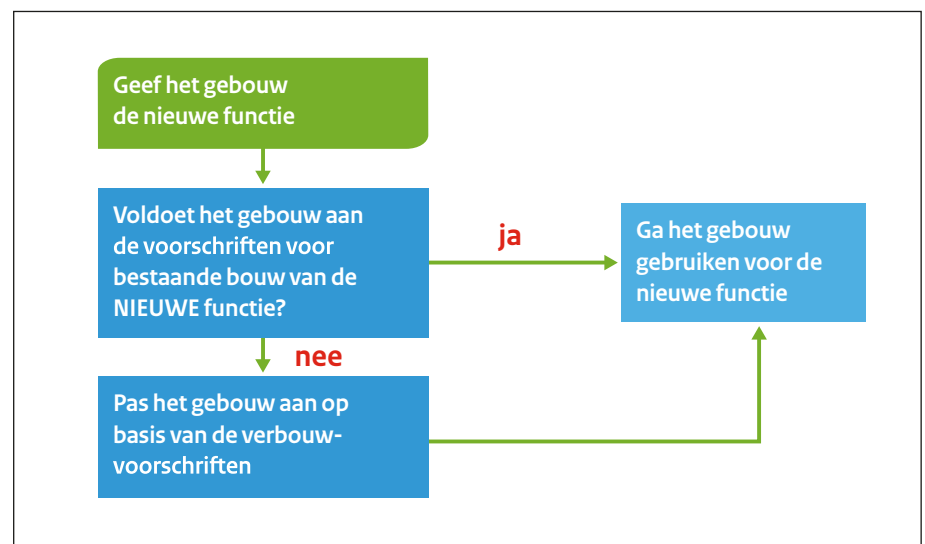 Geef het gebouw
de nieuwe functie
Voldoet het gebouw aan
de voorschriften voor
bestaande bouw van de
NIEUWE functie?
ja
Ga het gebouw
gebruiken voor de
nieuwe functie
nee
Pas het gebouw aan op
basis van de verbouw-
voorschriften